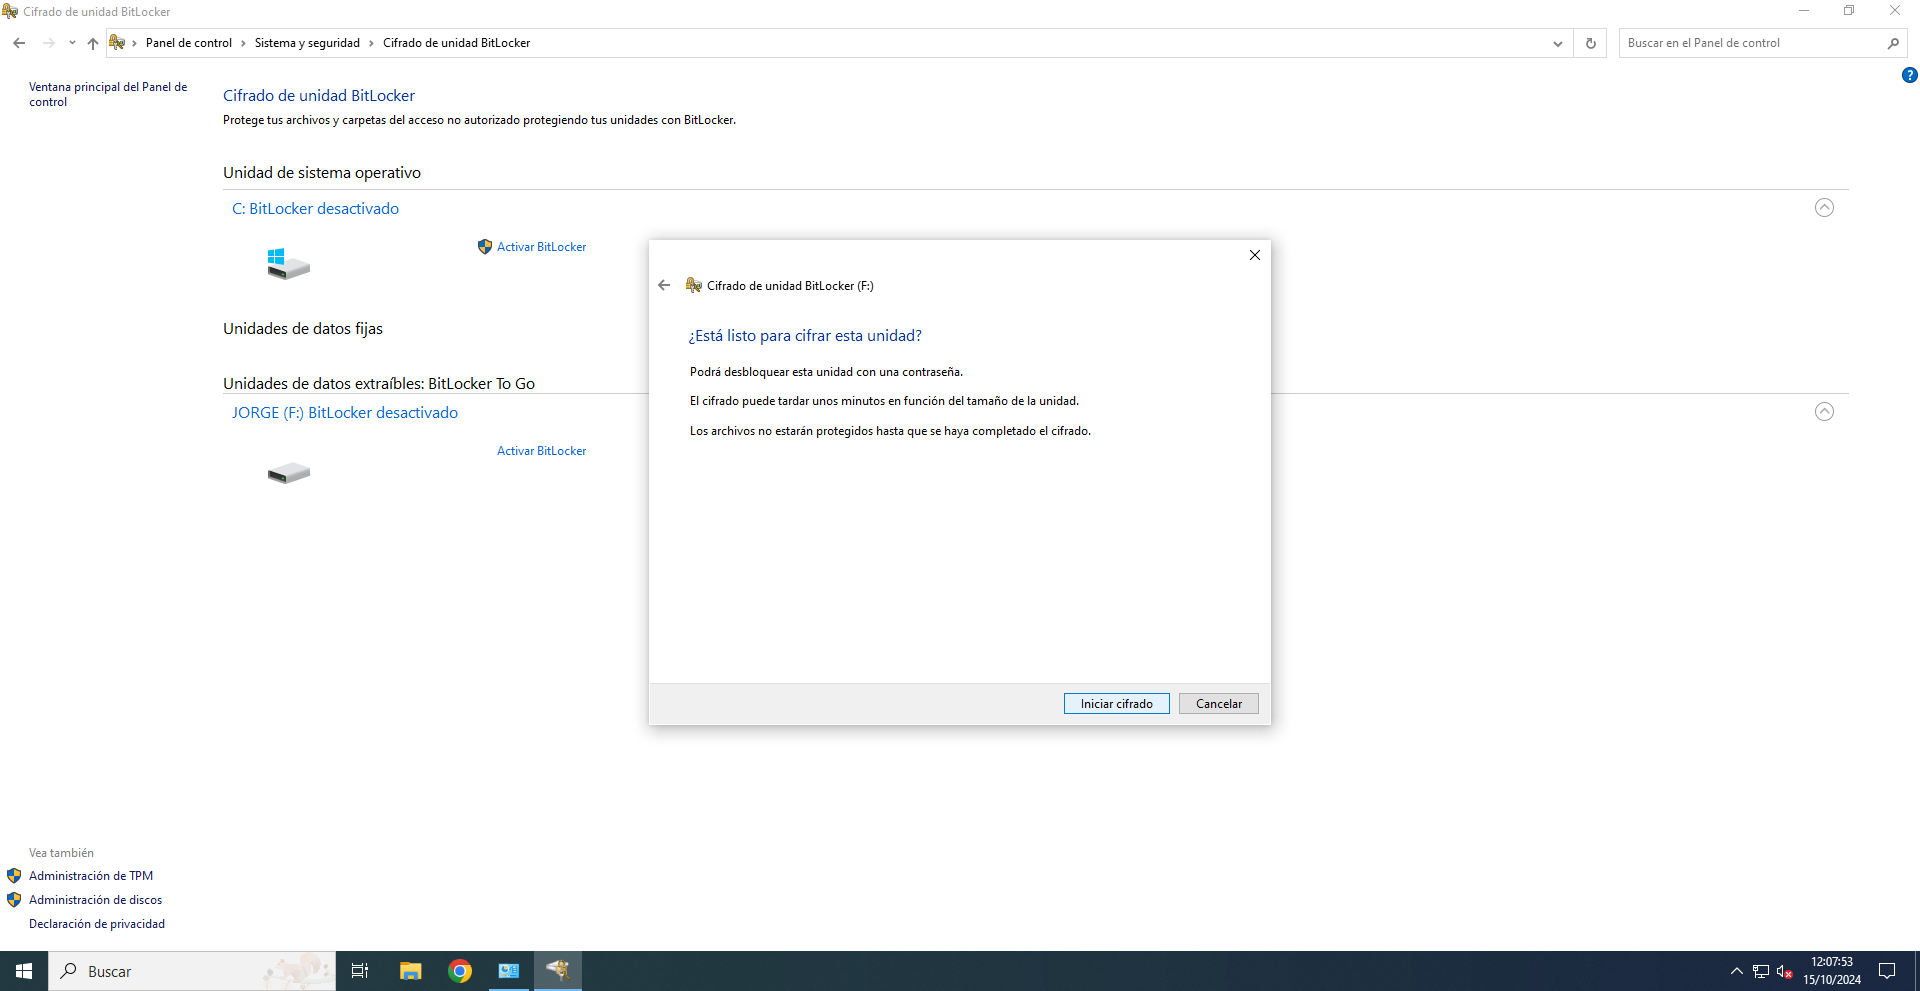 Cifrado de unidad BitLocker
Panel de control › Sistema y seguridad › Cifrado de unidad BitLocker
Buscar en el Panel de control
Ventana principal del Panel de
control
Cifrado de unidad BitLocker
Protege tus archivos y carpetas del acceso no autorizado protegiendo tus unidades con BitLocker.
Unidad de sistema operativo
C: BitLocker desactivado
Activar BitLocker
Unidades de datos fijas
Unidades de datos extraíbles: BitLocker To Go
JORGE (F:) BitLocker desactivado
Activar BitLocker
Cifrado de unidad BitLocker (F:)
¿Está listo para cifrar esta unidad?
Podrá desbloquear esta unidad con una contraseña.
El cifrado puede tardar unos minutos en función del tamaño de la unidad.
Los archivos no estarán protegidos hasta que se haya completado el cifrado.
Iniciar cifrado
Cancelar
Vea también
Administración de TPM
Administración de discos
Declaración de privacidad
Buscar
12:07:53
15/10/2024